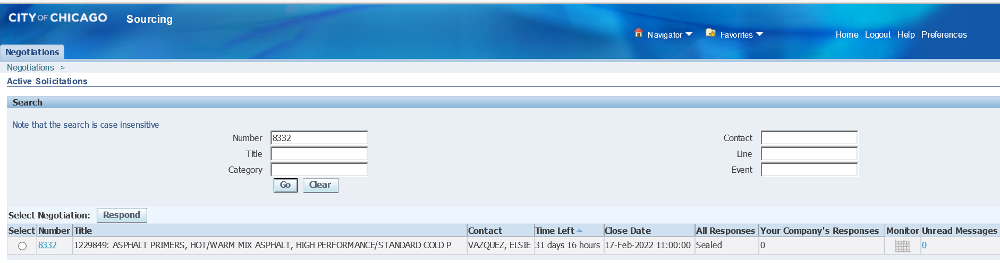 CITY OF CHICAGO Sourcing
Navigator Favorites Home Logout Help Preferences
Negotiations
Negotiations >
Active Solicitations
Search
Note that the search is case insensitive
Number 8332 Contact
Title Line
Category Event
Go Clear
Select Negotiation: Respond
Select Number Title Contact Time Left Close Date All Responses Your Company's Responses Monitor Unread Messages
8332 1229849: ASPHALT PRIMERS, HOT/WARM MIX ASPHALT, HIGH PERFORMANCE/STANDARD COLD P VAZQUEZ, ELSIE 31 days 16 hours 17-Feb-2022 11:00:00 Sealed 0 0